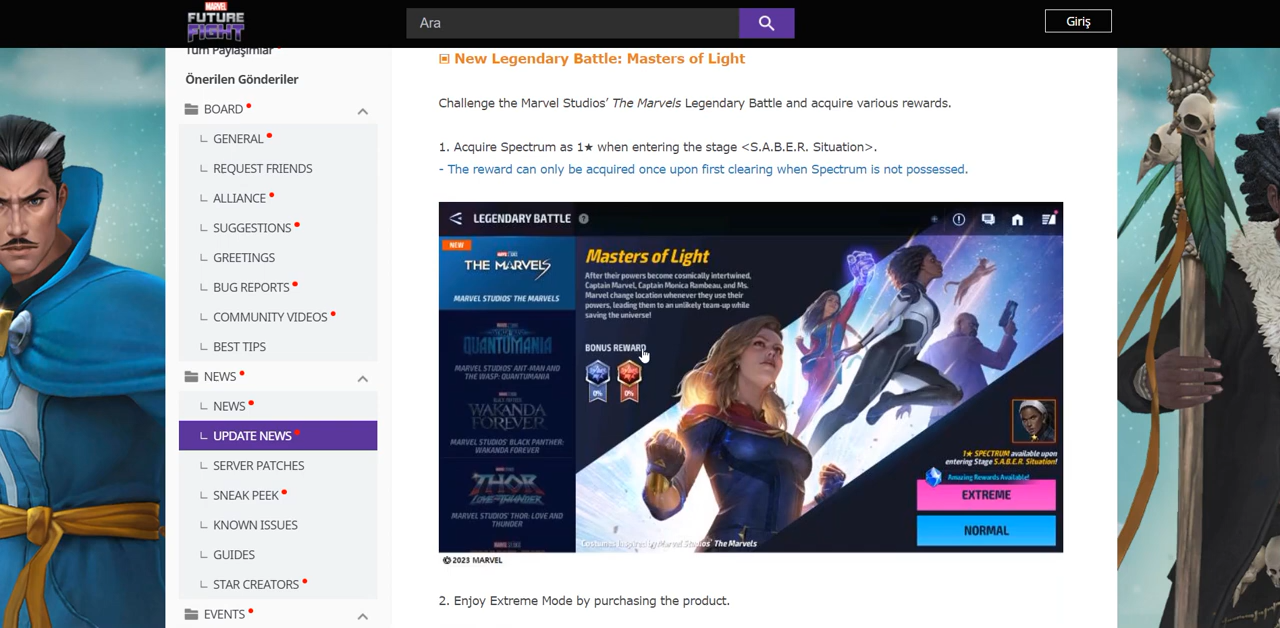 MARVEL
FUTURE
FIGHT
Ara
Giriş
Tüm Paylaşımlar
Önerilen Gönderiler
BOARD
GENERAL
REQUEST FRIENDS
ALLIANCE
SUGGESTIONS
GREETINGS
BUG REPORTS
COMMUNITY VIDEOS
BEST TIPS
NEWS
NEWS
UPDATE NEWS
SERVER PATCHES
SNEAK PEEK
KNOWN ISSUES
GUIDES
STAR CREATORS
EVENTS
▣ New Legendary Battle: Masters of Light
Challenge the Marvel Studios’ The Marvels Legendary Battle and acquire various rewards.
1. Acquire Spectrum as 1★ when entering the stage <S.A.B.E.R. Situation>.
- The reward can only be acquired once upon first clearing when Spectrum is not possessed.
LEGENDARY BATTLE ?
NEW
THE MARVELS
MARVEL STUDIOS' THE MARVELS
QUANTUMANIA
MARVEL STUDIOS' ANT-MAN AND
THE WASP: QUANTUMANIA
WAKANDA
FOREVER
MARVEL STUDIOS' BLACK PANTHER:
WAKANDA FOREVER
THOR
LOVE AND THUNDER
MARVEL STUDIOS' THOR: LOVE AND
THUNDER
Masters of Light
After their powers become cosmically intertwined,
Captain Marvel, Captain Monica Rambeau, and Ms.
Marvel change location whenever they use their
powers, leading them to an unlikely team-up while
saving the universe!
BONUS REWARD
0%
0%
1★ SPECTRUM available upon
entering Stage S.A.B.E.R. Situation!
Amazing Rewards Available!
EXTREME
NORMAL
Costumes Inspired by Marvel Studios' The Marvels
© 2023 MARVEL
2. Enjoy Extreme Mode by purchasing the product.